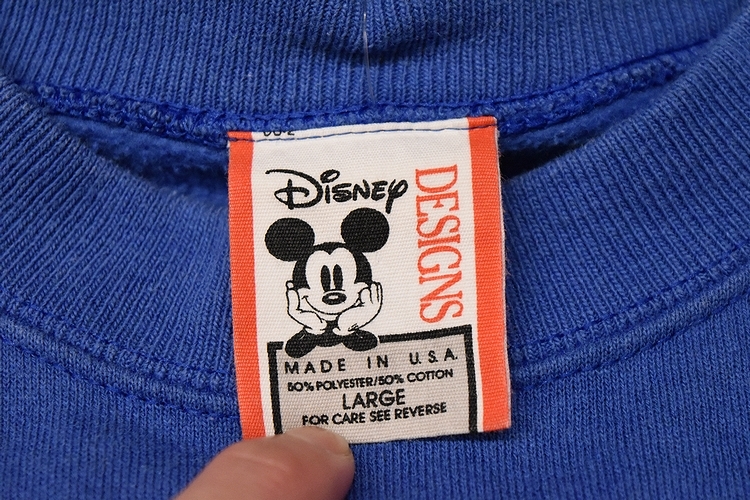 Disney
DESIGNS
MADE IN U.S.A.
50% POLYESTER/50% COTTON
LARGE
FOR CARE SEE REVERSE